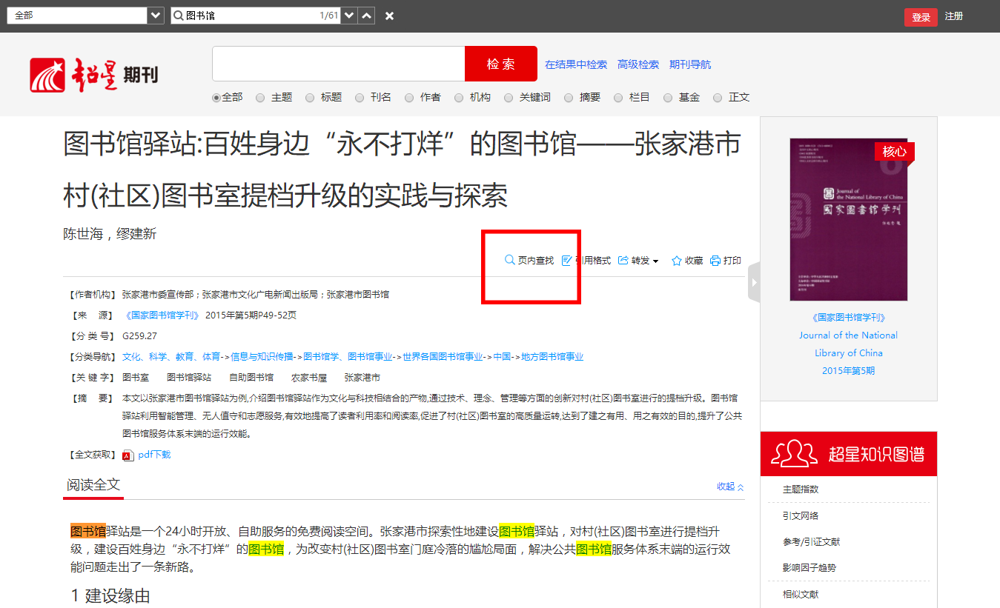 全部
图书馆 1/61
登录 注册
超星 期刊
检 索 在结果中检索 高级检索 期刊导航
全部 主题 标题 刊名 作者 机构 关键词 摘要 栏目 基金 正文
图书馆驿站:百姓身边“永不打烊”的图书馆——张家港市
村(社区)图书室提档升级的实践与探索
陈世海，缪建新
页内查找 引用格式 转发 收藏 打印
【作者机构】 张家港市委宣传部；张家港市文化广电新闻出版局；张家港市图书馆
【来 源】 《国家图书馆学刊》 2015年第5期P49-52页
【分 类 号】 G259.27
【分类导航】 文化、科学、教育、体育->信息与知识传播->图书馆学、图书馆事业->世界各国图书馆事业->中国->地方图书馆事业
【关 键 字】 图书室 图书馆驿站 自助图书馆 农家书屋 张家港市
【摘 要】 本文以张家港市图书馆驿站为例,介绍图书馆驿站作为文化与科技相结合的产物,通过技术、理念、管理等方面的创新对村(社区)图书室进行的提档升级。图书馆
驿站利用智能管理、无人值守和志愿服务,有效地提高了读者利用率和阅读率,促进了村(社区)图书室的高质量运转,达到了建之有用、用之有效的目的,提升了公共
图书馆服务体系末端的运行效能。
【全文获取】 pdf下载
阅读全文 收起
图书馆驿站是一个24小时开放、自助服务的免费阅读空间。张家港市探索性地建设图书馆驿站，对村(社区)图书室进行提档升
级，建设百姓身边“永不打烊”的图书馆，为改变村(社区)图书室门庭冷落的尴尬局面，解决公共图书馆服务体系末端的运行效
能问题走出了一条新路。
1 建设缘由
核心
Journal of
the National Library of China
國家圖書館学刊
《国家图书馆学刊》
Journal of the National
Library of China
2015年第5期
超星知识图谱
主题指数
引文网络
参考/引证文献
影响因子趋势
相似文献